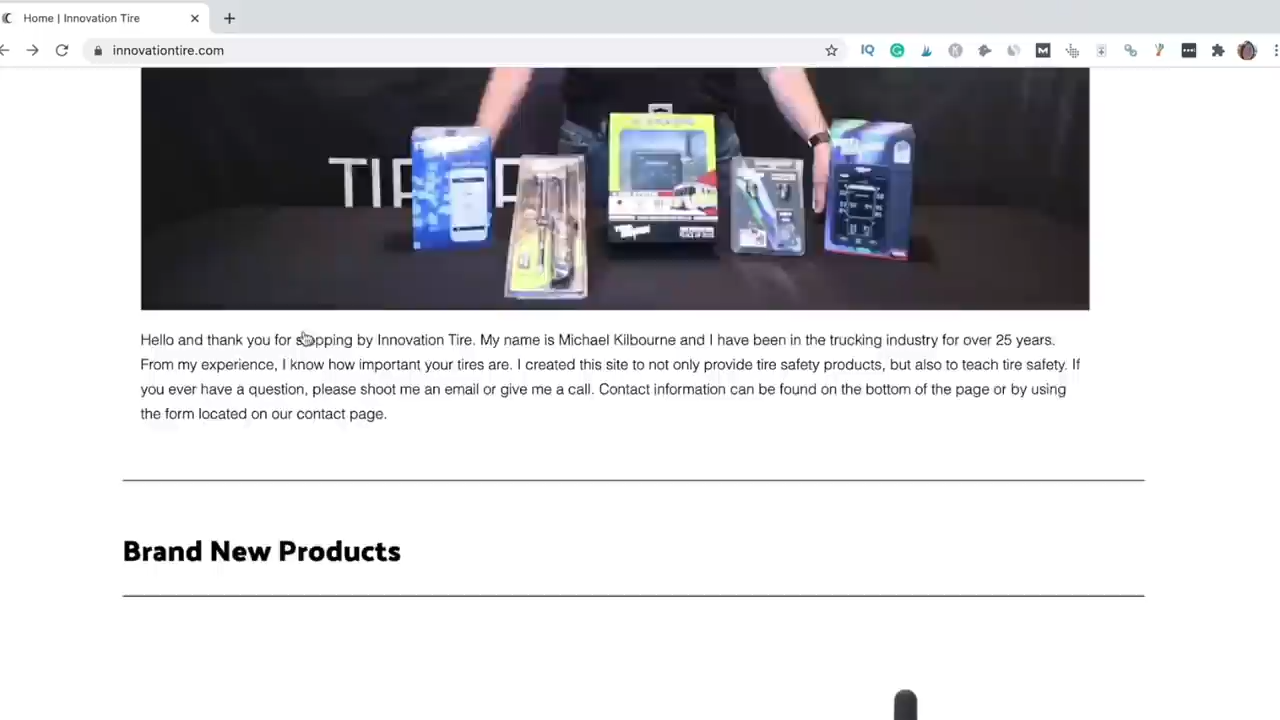 Home | Innovation Tire
innovationtire.com
TIR
Hello and thank you for stopping by Innovation Tire. My name is Michael Kilbourne and I have been in the trucking industry for over 25 years.
From my experience, I know how important your tires are. I created this site to not only provide tire safety products, but also to teach tire safety. If
you ever have a question, please shoot me an email or give me a call. Contact information can be found on the bottom of the page or by using
the form located on our contact page.
Brand New Products